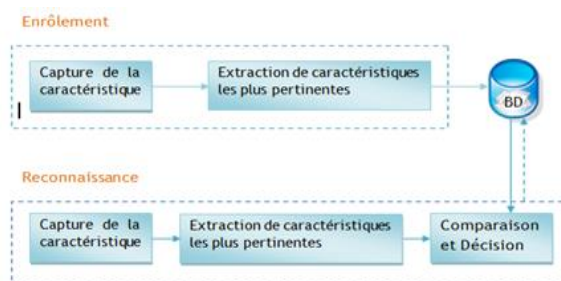 Enrôlement
Capture de la
caractéristique
Extraction de caractéristiques
les plus pertinentes
BD
Reconnaissance
Capture de la
caractéristique
Extraction de caractéristiques
les plus pertinentes
Comparaison
et Décision